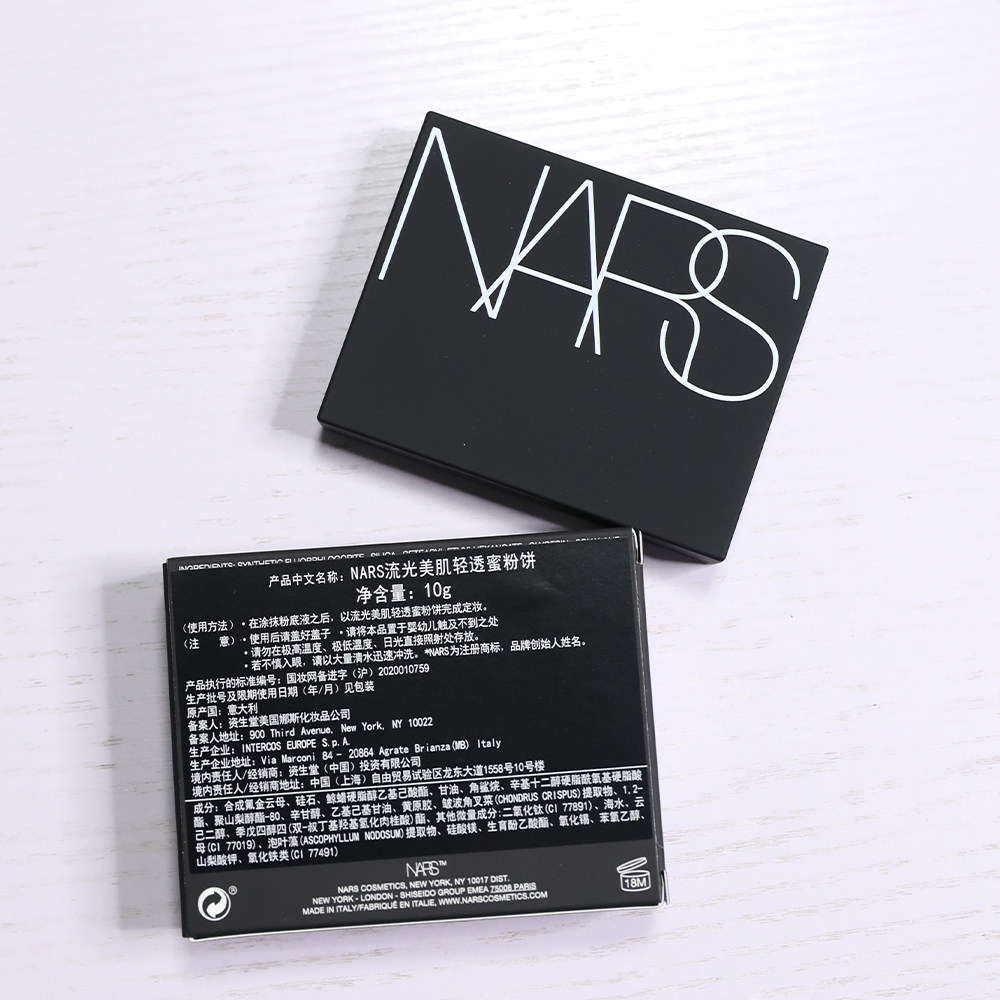 NARS
INGREDIENTS: SYNTHETIC FLUORPHLOGOPITE, SILICA,
产品中文名称：NARS流光美肌轻透蜜粉饼
净含量：10g
（使用方法）・在涂抹粉底液之后，以流光美肌轻透蜜粉饼完成定妆。
（注　意）・使用后请盖好盖子　・请将本品置于婴幼儿触及不到之处
・请勿在极高温度、极低温度、日光直接照射处存放。
・若不慎入眼，请以大量清水迅速冲洗。*NARS为注册商标，品牌创始人姓名。
产品执行的标准编号：国妆网备进字（沪）2020010759
生产批号及限期使用日期（年/月）见包装
原产国：意大利
备案人：资生堂美国娜斯化妆品公司
备案人地址：900 Third Avenue, New York, NY 10022
生产企业：INTERCOS EUROPE S.p.A.
生产企业地址：Via Marconi 84 - 20864 Agrate Brianza(MB) Italy
境内责任人/经销商：资生堂（中国）投资有限公司
境内责任人/经销商地址：中国（上海）自由贸易试验区龙东大道1558号10号楼
成分：合成氟金云母、硅石、鲸蜡硬脂醇乙基己酸酯、甘油、角鲨烷、辛基十二醇硬脂酰氧基硬脂酸
酯、聚山梨醇酯-80、辛甘醇、乙基己基甘油、黄原胶、皱波角叉菜(CHONDRUS CRISPUS)提取物、1,2-
己二醇、季戊四醇四(双-叔丁基羟基氢化肉桂酸)酯、其他微量成分:二氧化钛(CI 77891)、海水、云
母(CI 77019)、泡叶藻(ASCOPHYLLUM NODOSUM)提取物、硅酸镁、生育酚乙酸酯、氧化锡、苯氧乙醇、
山梨酸钾、氧化铁类(CI 77491)
NARS™
NARS COSMETICS, NEW YORK, NY 10017 DIST.
NEW YORK - LONDON - SHISEIDO GROUP EMEA 75008 PARIS
MADE IN ITALY/FABRIQUÉ EN ITALIE, WWW.NARSCOSMETICS.COM
®
18M